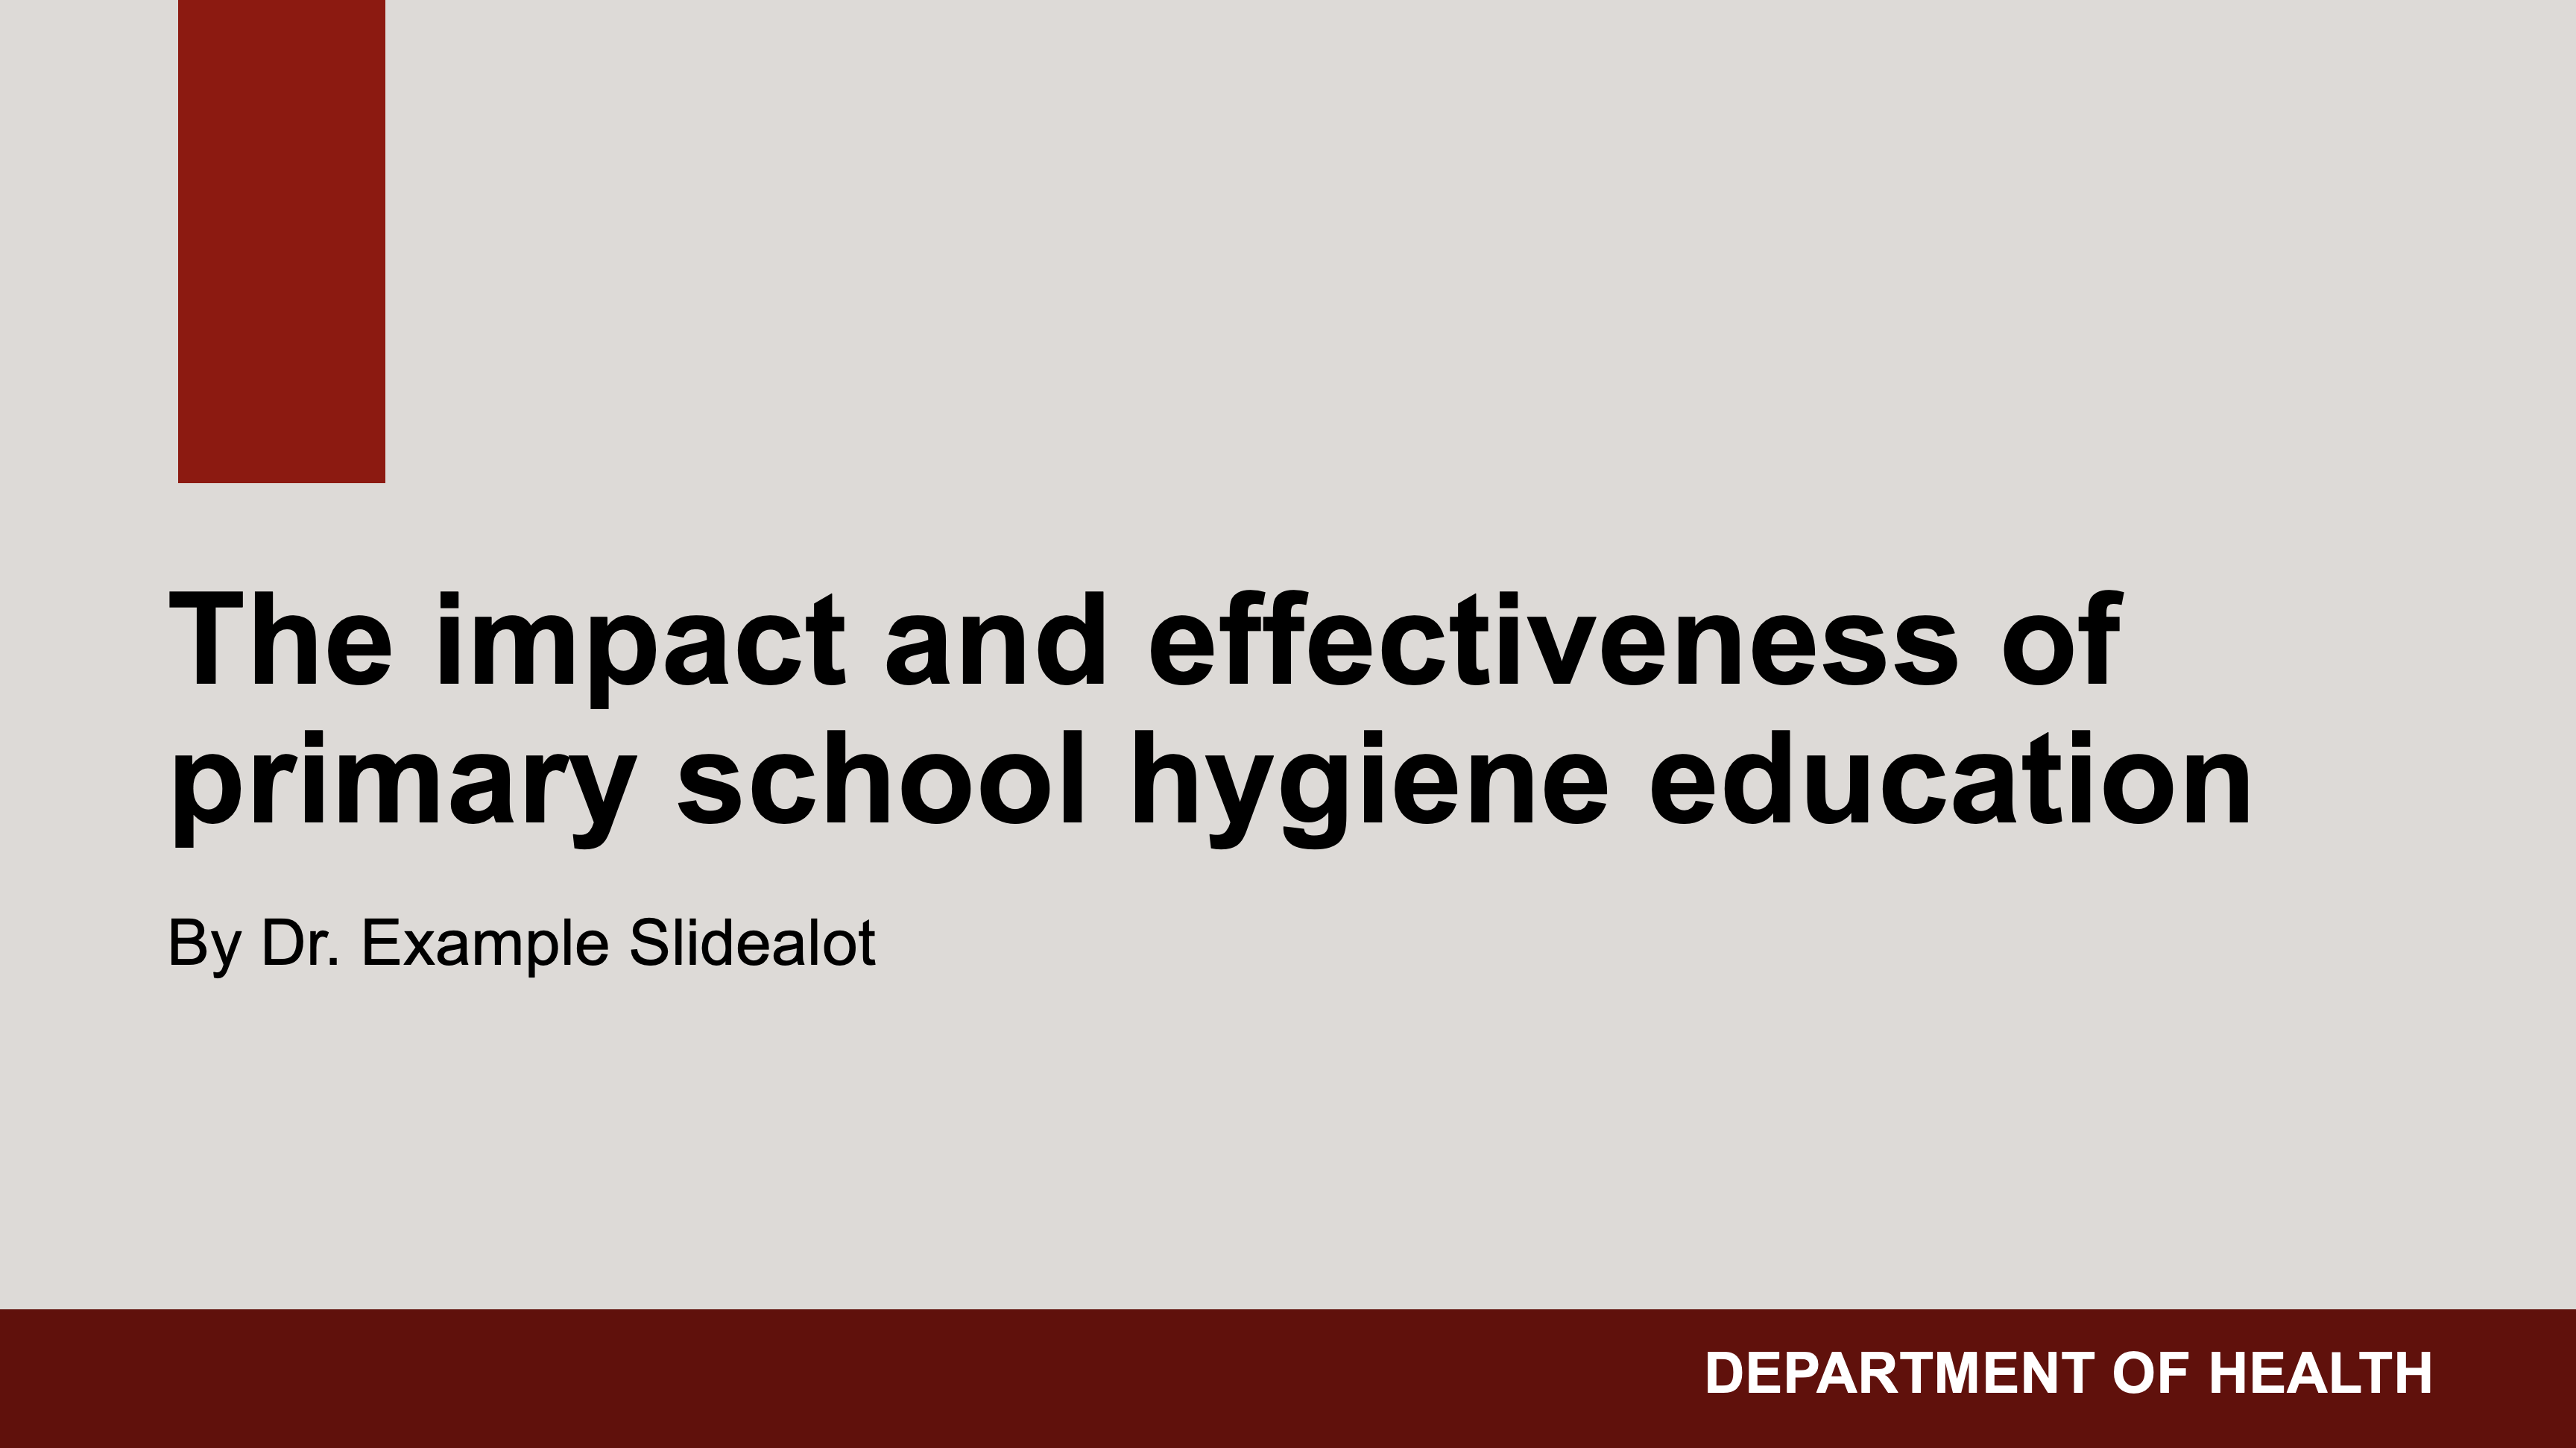 The impact and effectiveness of
primary school hygiene education
By Dr. Example Slidealot
DEPARTMENT OF HEALTH